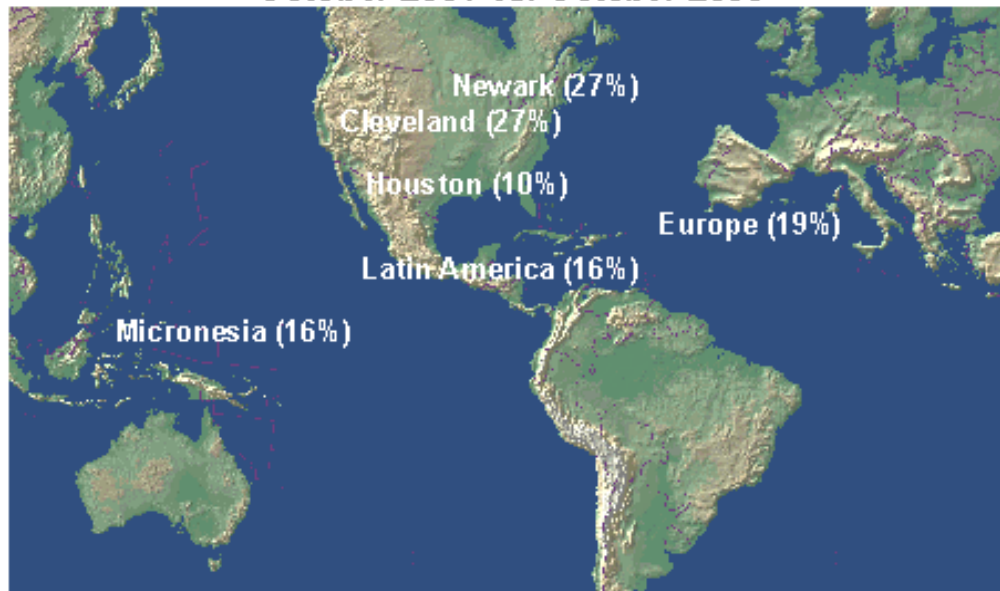 Newark (27%)
Cleveland (27%)
Houston (10%)
Europe (19%)
Latin America (16%)
Micronesia (16%)